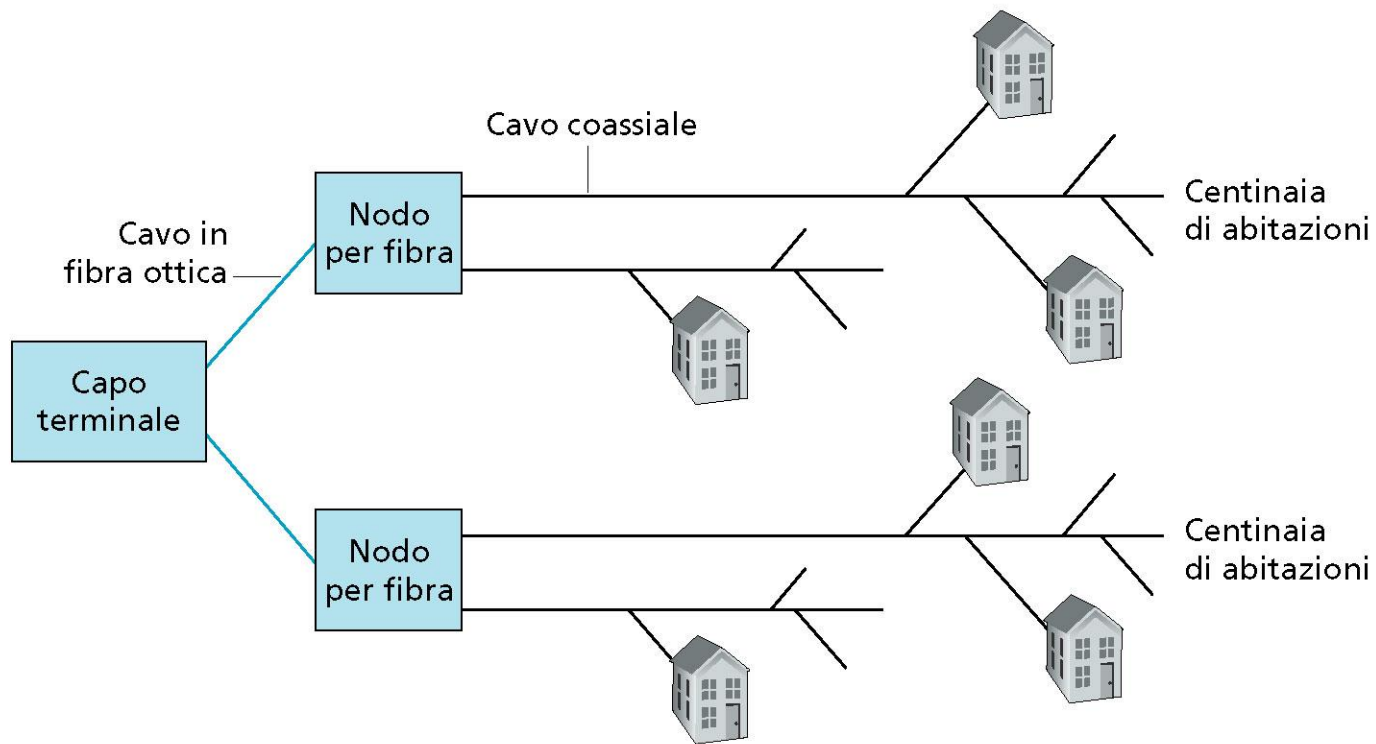 Cavo coassiale
Nodo
per fibra
Centinaia
di abitazioni
Cavo in
fibra ottica
Capo
terminale
Nodo
per fibra
Centinaia
di abitazioni